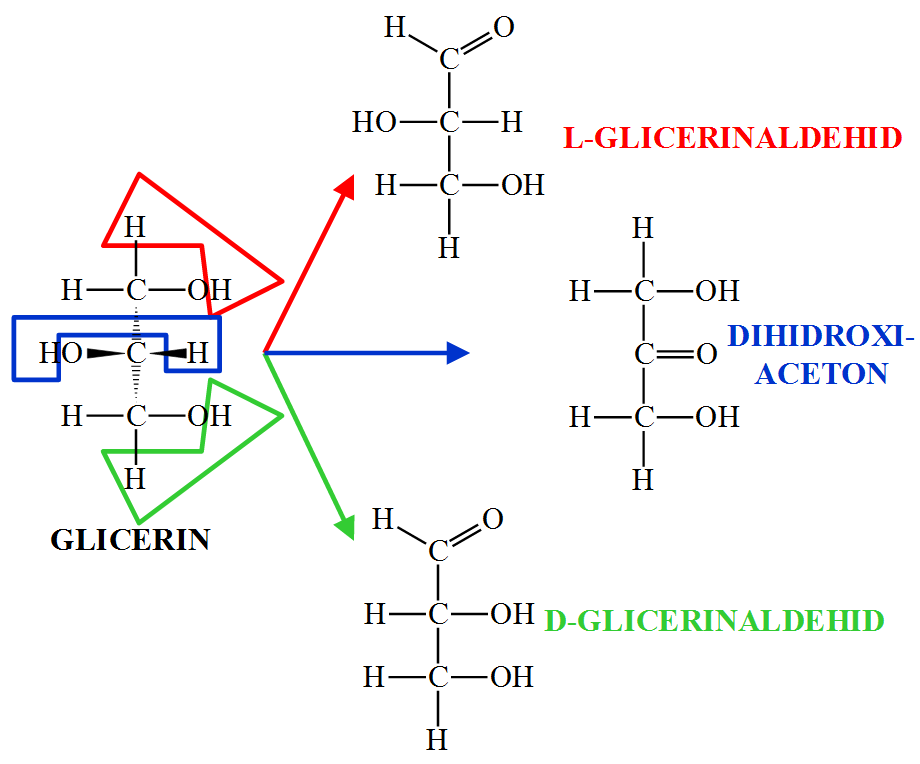 H O
C
HO C H
L-GLICERINALDEHID
H C OH
H
H
H C OH
HO C H
H C OH
H
GLICERIN
H
H C OH
C O
DIHIDROXI-
ACETON
H C OH
H
H O
C
H C OH
D-GLICERINALDEHID
H C OH
H